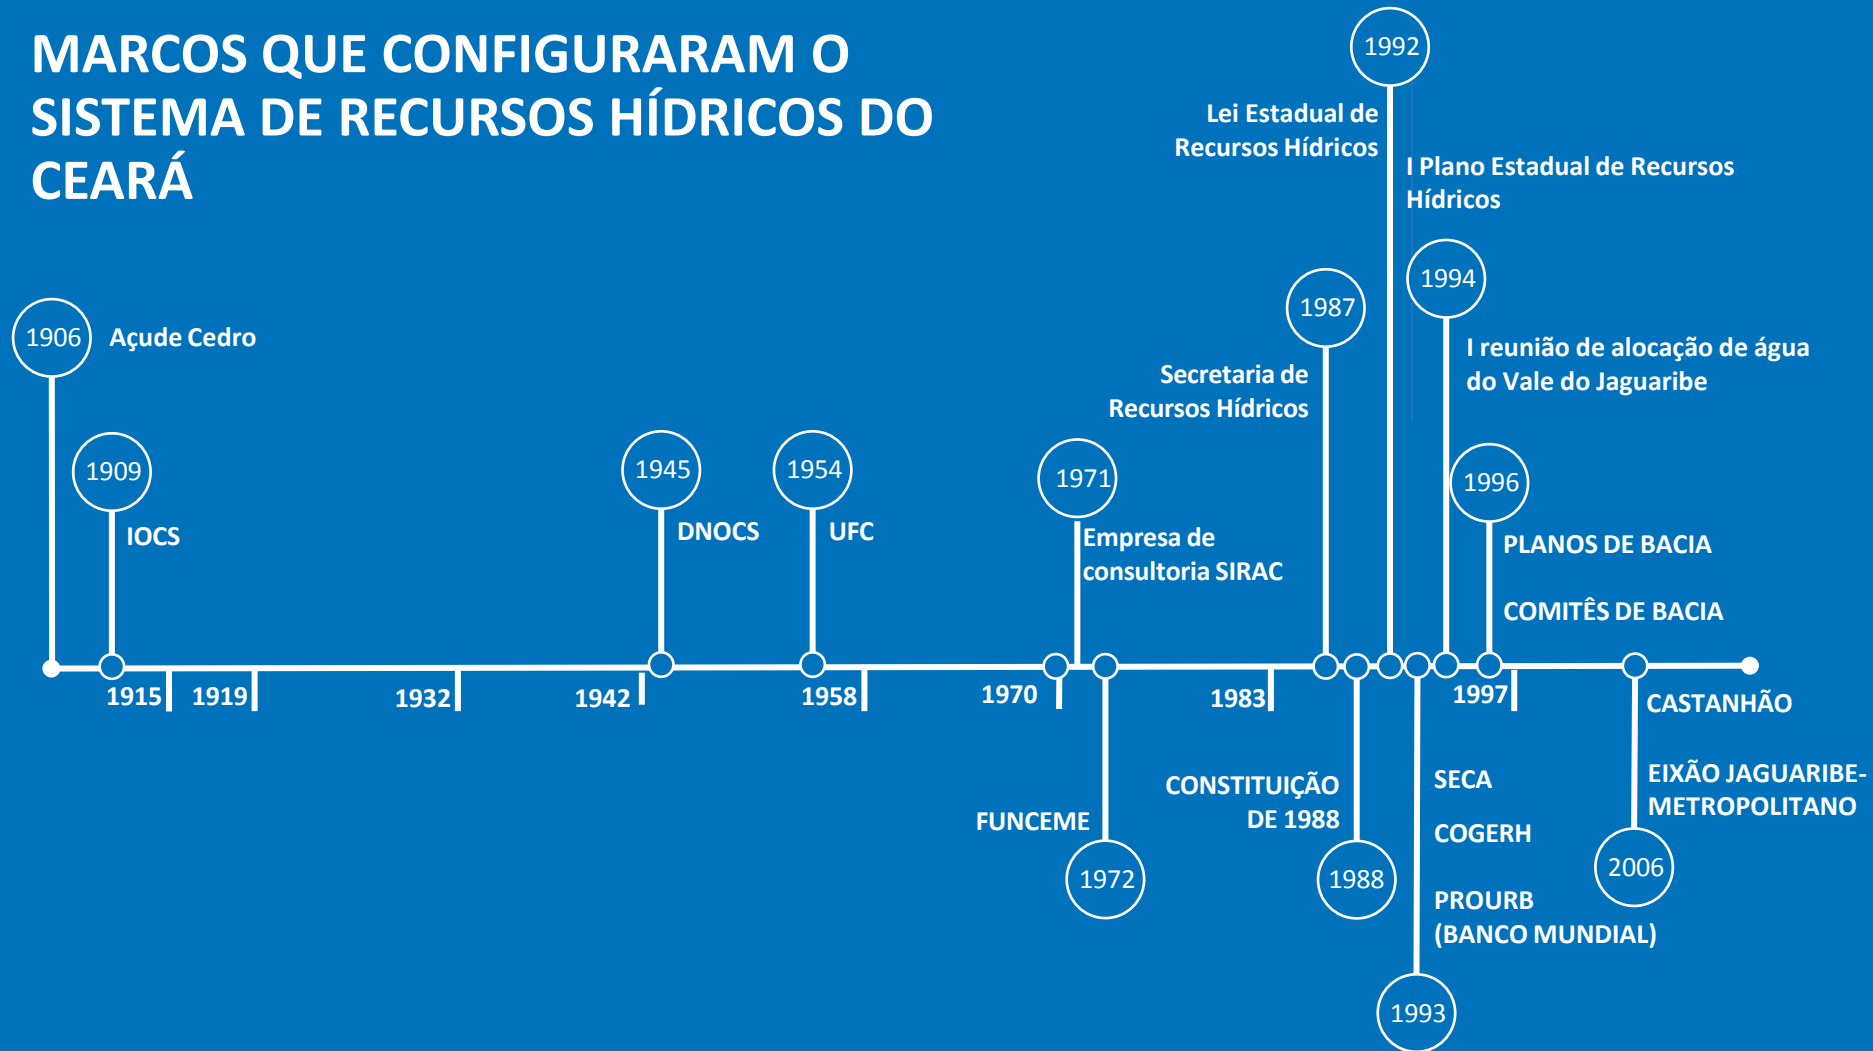 MARCOS QUE CONFIGURARAM O
SISTEMA DE RECURSOS HÍDRICOS DO
CEARÁ
1992
Lei Estadual de
Recursos Hídricos
I Plano Estadual de Recursos
Hídricos
1994
1987
1906
Açude Cedro
I reunião de alocação de água
do Vale do Jaguaribe
Secretaria de
Recursos Hídricos
1909
1945
1954
1971
1996
IOCS
DNOCS
UFC
Empresa de
consultoria SIRAC
PLANOS DE BACIA
COMITÊS DE BACIA
1915
1919
1932
1942
1958
1970
1983
1997
CASTANHÃO
EIXÃO JAGUARIBE-
METROPOLITANO
CONSTITUIÇÃO
DE 1988
SECA
FUNCEME
COGERH
1972
1988
2006
PROURB
(BANCO MUNDIAL)
1993